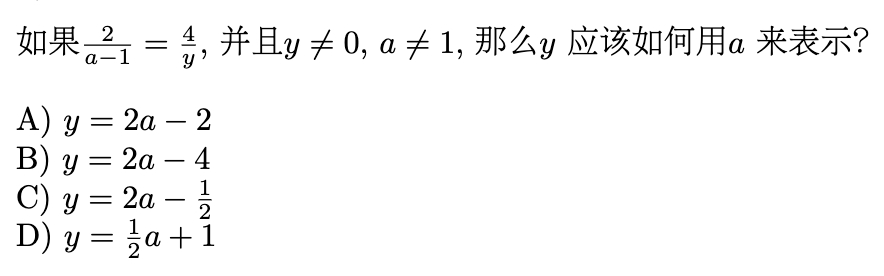 如果 $\frac{2}{a-1} = \frac{4}{y}$, 并且$y \neq 0$, $a \neq 1$, 那么$y$ 应该如何用$a$ 来表示?
A) $y = 2a - 2$
B) $y = 2a - 4$
C) $y = 2a - \frac{1}{2}$
D) $y = \frac{1}{2}a + 1$